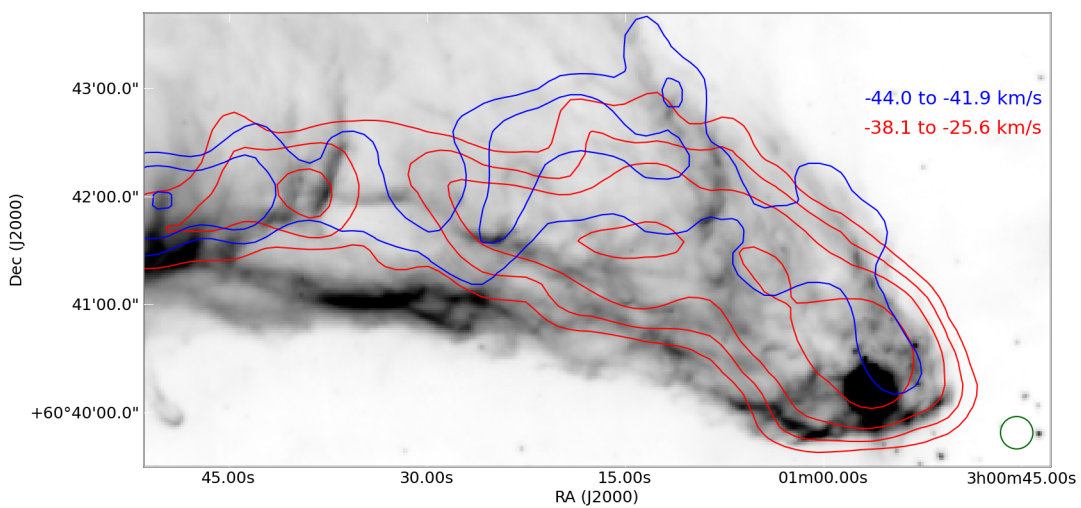 43'00.0"
-44.0 to -41.9 km/s
-38.1 to -25.6 km/s
42'00.0"
Dec (J2000)
41'00.0"
+60°40'00.0"
45.00s 30.00s 15.00s 01m00.00s 3h00m45.00s
RA (J2000)